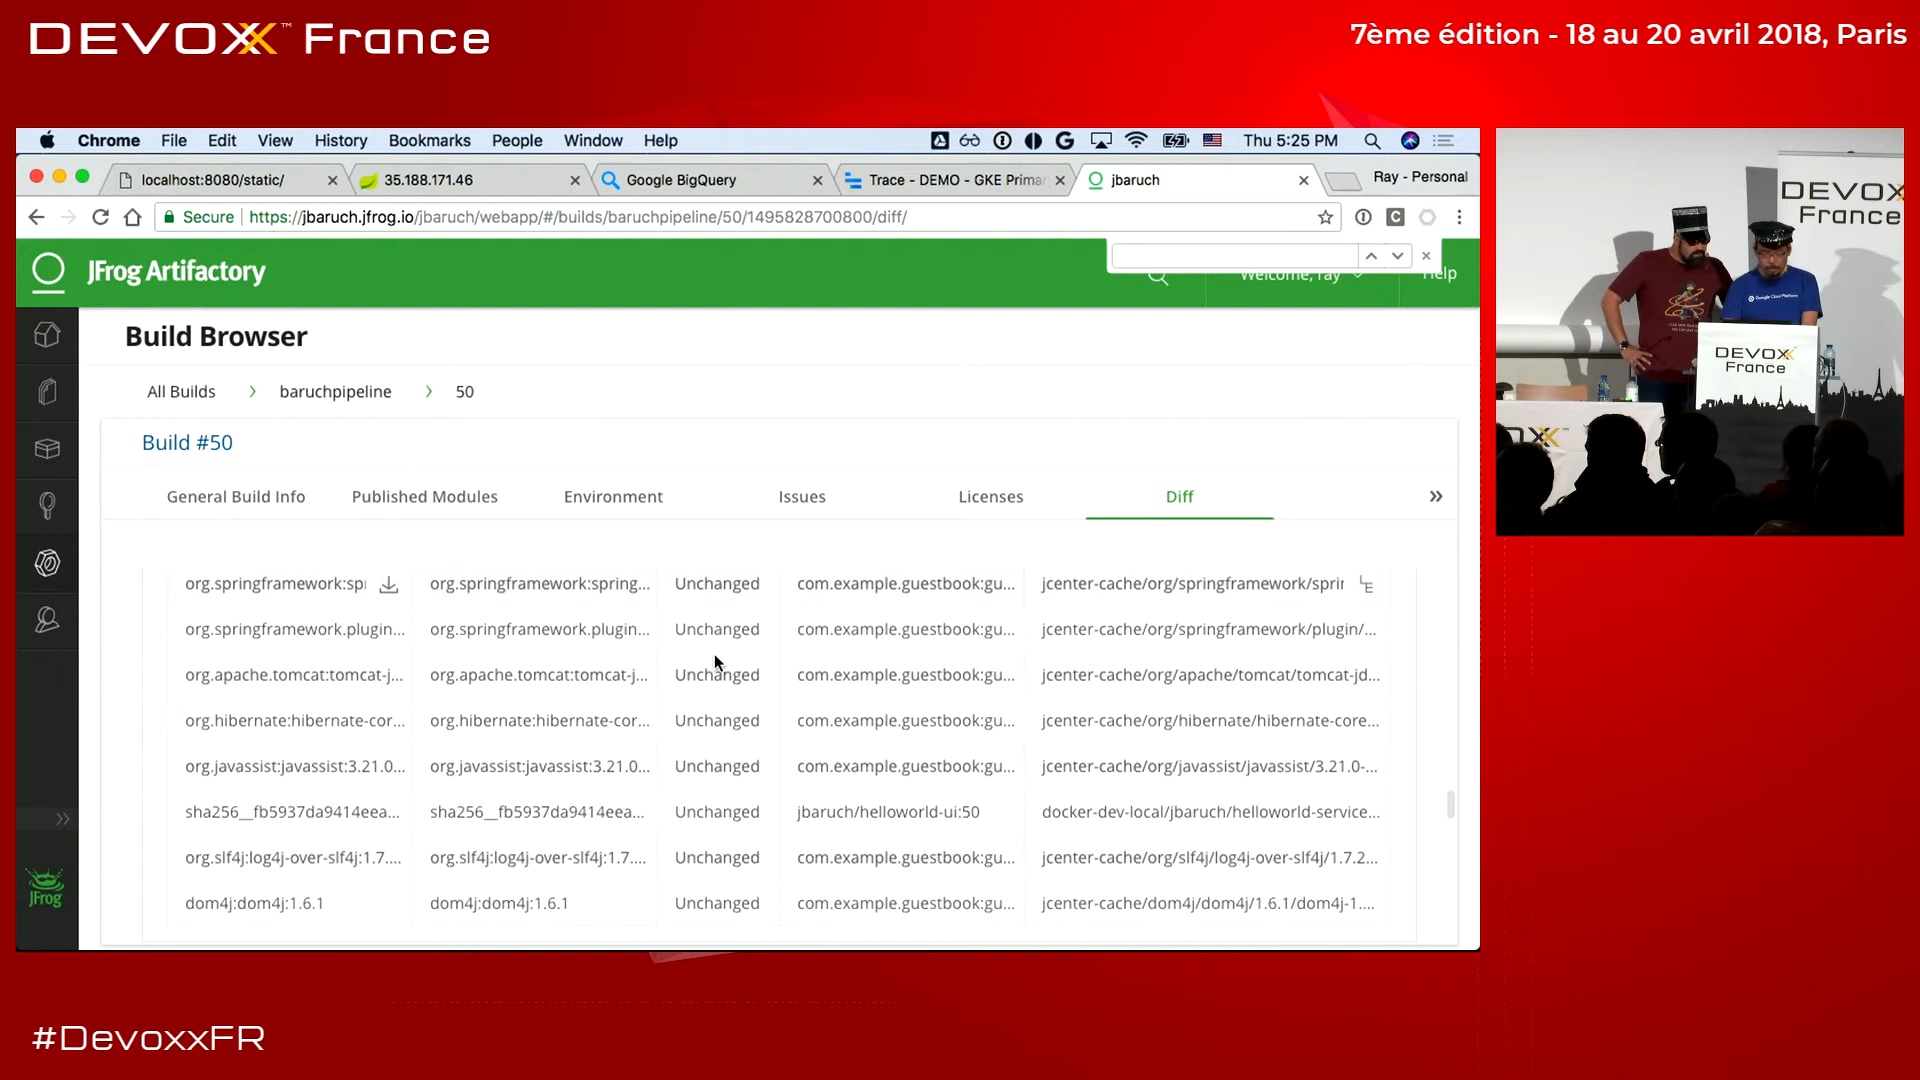 DEVOXX™ France
7ème édition - 18 au 20 avril 2018, Paris
Chrome File Edit View History Bookmarks People Window Help Thu 5:25 PM
localhost:8080/static/ 35.188.171.46 Google BigQuery Trace - DEMO - GKE Primar jbaruch Ray - Personal
Secure https://jbaruch.jfrog.io/jbaruch/webapp/#/builds/baruchpipeline/50/1495828700800/diff/
JFrog Artifactory Welcome, ray Help
Build Browser
All Builds > baruchpipeline > 50
Build #50
General Build Info Published Modules Environment Issues Licenses Diff »
org.springframework:spr org.springframework:spring... Unchanged com.example.guestbook:gu... jcenter-cache/org/springframework/sprir
org.springframework.plugin... org.springframework.plugin... Unchanged com.example.guestbook:gu... jcenter-cache/org/springframework/plugin/...
org.apache.tomcat:tomcat-j... org.apache.tomcat:tomcat-j... Unchanged com.example.guestbook:gu... jcenter-cache/org/apache/tomcat/tomcat-jd...
org.hibernate:hibernate-cor... org.hibernate:hibernate-cor... Unchanged com.example.guestbook:gu... jcenter-cache/org/hibernate/hibernate-core...
org.javassist:javassist:3.21.0... org.javassist:javassist:3.21.0... Unchanged com.example.guestbook:gu... jcenter-cache/org/javassist/javassist/3.21.0-...
sha256__fb5937da9414eea... sha256__fb5937da9414eea... Unchanged jbaruch/helloworld-ui:50 docker-dev-local/jbaruch/helloworld-service...
org.slf4j:log4j-over-slf4j:1.7.... org.slf4j:log4j-over-slf4j:1.7.... Unchanged com.example.guestbook:gu... jcenter-cache/org/slf4j/log4j-over-slf4j/1.7.2...
dom4j:dom4j:1.6.1 dom4j:dom4j:1.6.1 Unchanged com.example.guestbook:gu... jcenter-cache/dom4j/dom4j/1.6.1/dom4j-1....
JFrog
DEVOXX
France
Google Cloud Platform
DEVOXX
France
#DevoxxFR